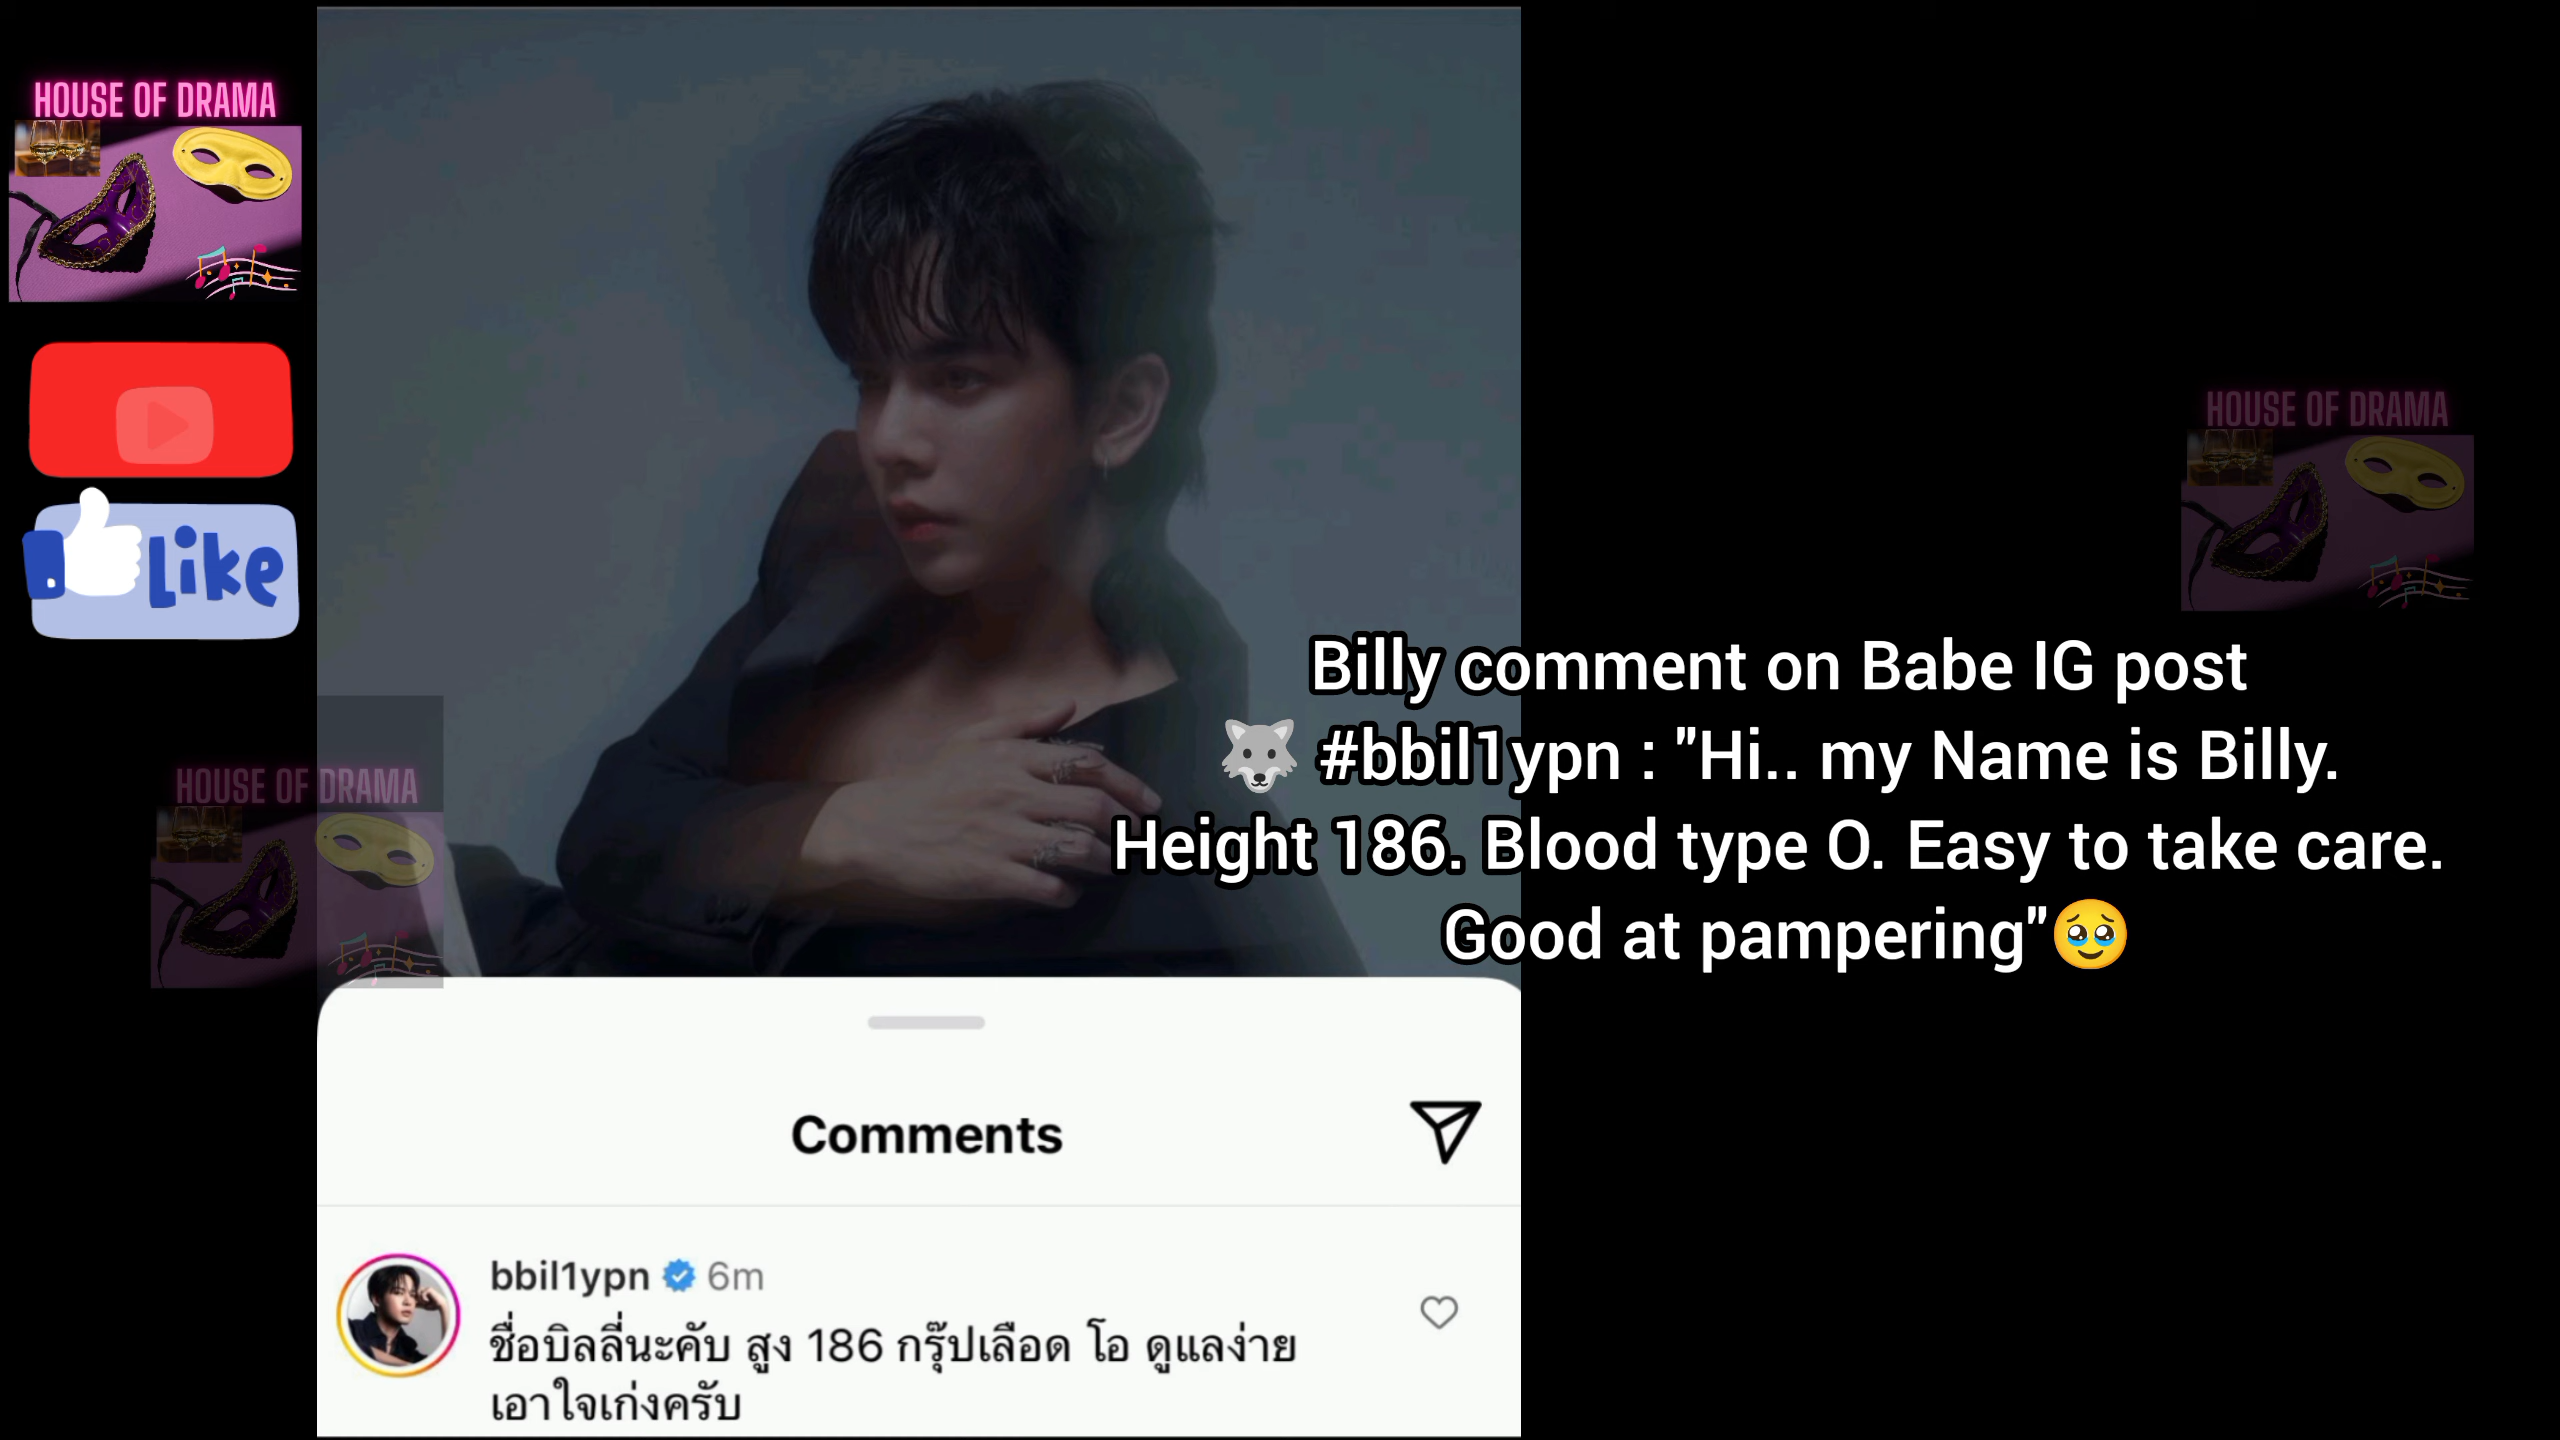 HOUSE OF DRAMA
Like
HOUSE OF DRAMA
Billy comment on Babe IG post
🐺 #bbil1ypn : "Hi.. my Name is Billy.
Height 186. Blood type O. Easy to take care.
Good at pampering"🥹
HOUSE OF DRAMA
Comments
bbil1ypn 6m
ชื่อบิลลี่นะคับ สูง 186 กรุ๊ปเลือด โอ ดูแลง่าย
เอาใจเก่งครับ